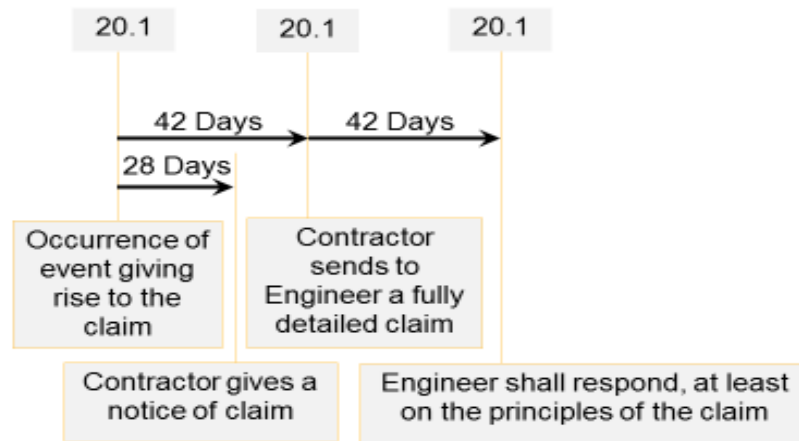 20.1
20.1
20.1
42 Days
42 Days
28 Days
Occurrence of
event giving
rise to the
claim
Contractor
sends to
Engineer a fully
detailed claim
Contractor gives a
notice of claim
Engineer shall respond, at least
on the principles of the claim